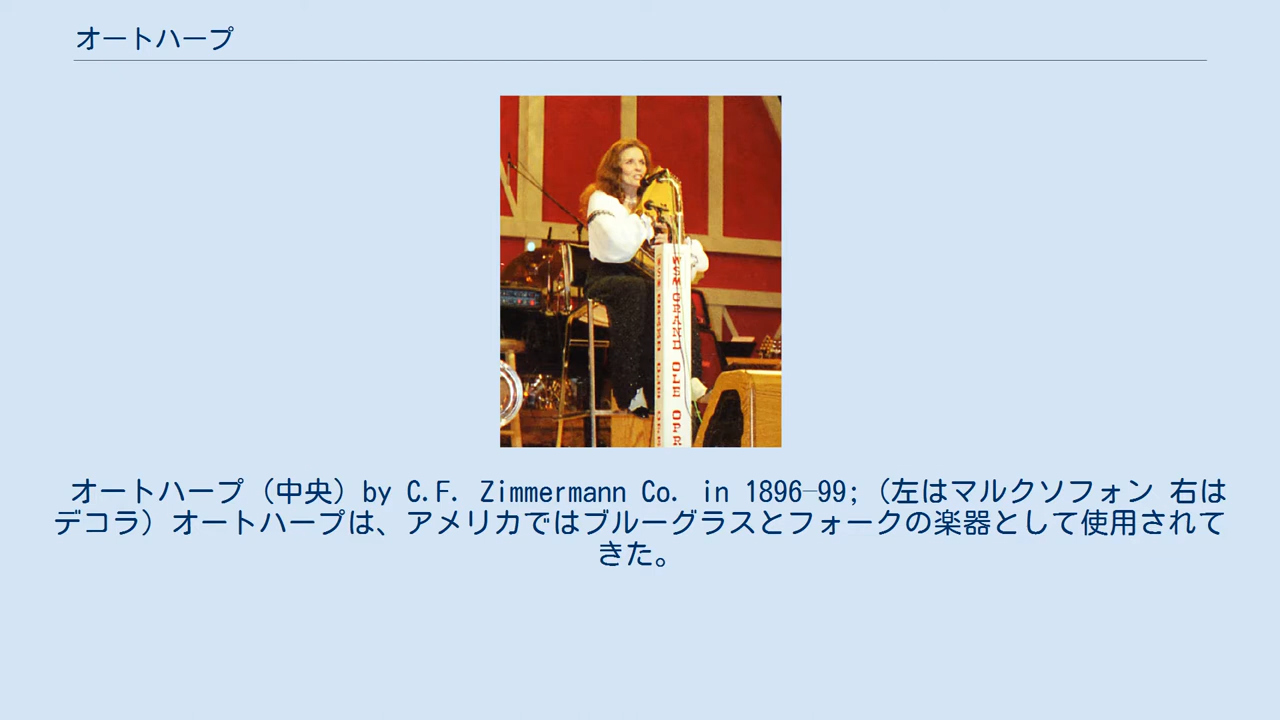 オートハープ
WSM GRAND OLE OPR
オートハープ（中央）by C.F. Zimmermann Co. in 1896–99;（左はマルクソフォン 右は
デコラ）オートハープは、アメリカではブルーグラスとフォークの楽器として使用されて
きた。